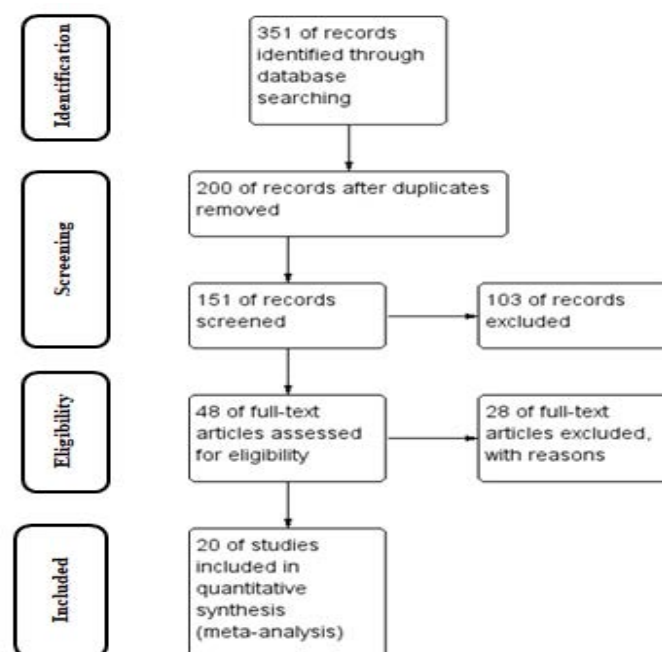 Identification
351 of records
identified through
database
searching
Screening
200 of records after duplicates
removed
151 of records
screened
103 of records
excluded
Eligibility
48 of full-text
articles assessed
for eligibility
28 of full-text
articles excluded,
with reasons
Included
20 of studies
included in
quantitative
synthesis
(meta-analysis)